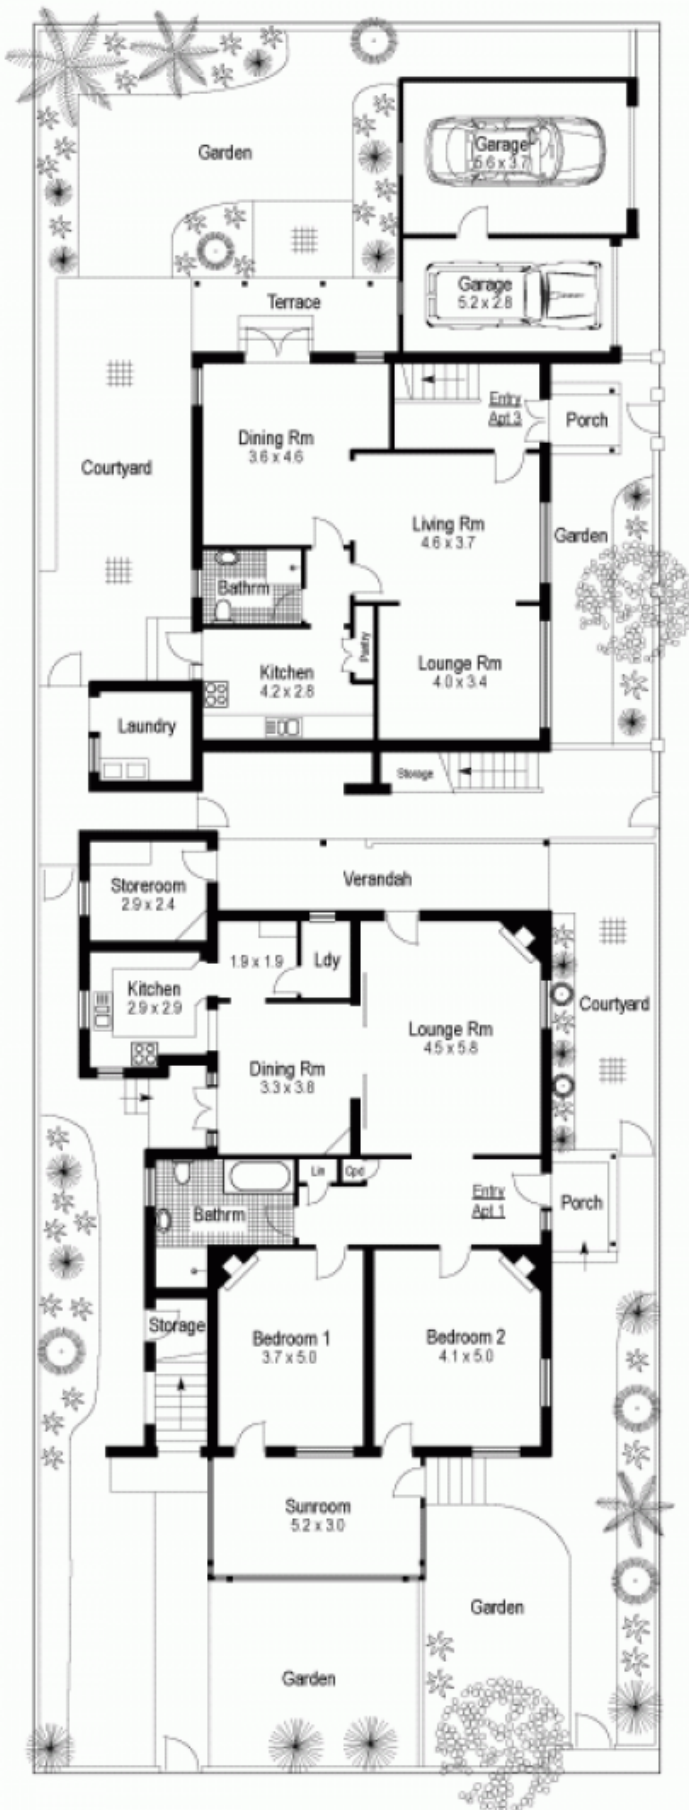 Garage
5.6 x 3.7
Garden
Garage
5.2 x 2.8
Terrace
Entry
Apt 3
Porch
Dining Rm
3.6 x 4.6
Courtyard
Living Rm
4.6 x 3.7
Garden
Bathrm
Pantry
Kitchen
4.2 x 2.8
Lounge Rm
4.0 x 3.4
Laundry
Storage
Verandah
Storeroom
2.9 x 2.4
1.9 x 1.9
Ldy
Kitchen
2.9 x 2.9
Courtyard
Lounge Rm
4.5 x 5.8
Dining Rm
3.3 x 3.8
Lin
Cpd
Entry
Apt 1
Porch
Bathrm
Storage
Bedroom 1
3.7 x 5.0
Bedroom 2
4.1 x 5.0
Sunroom
5.2 x 3.0
Garden
Garden